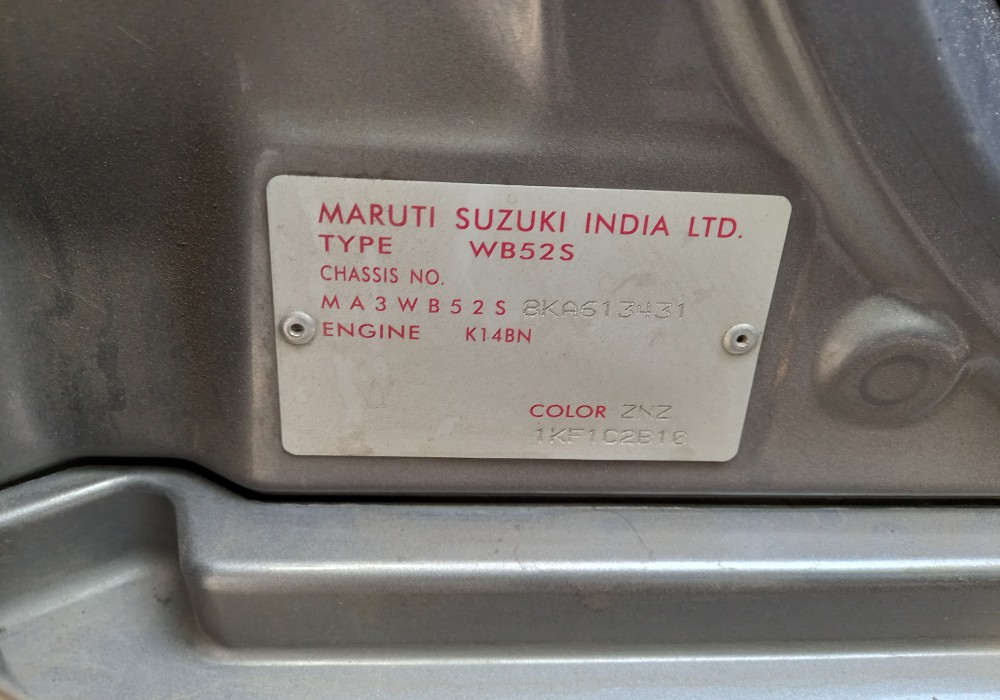 MARUTI SUZUKI INDIA LTD.
TYPE WB52S
CHASSIS NO.
MA3WB52S 8KA613431
ENGINE K14BN
COLOR ZNZ
1KF1C2B10